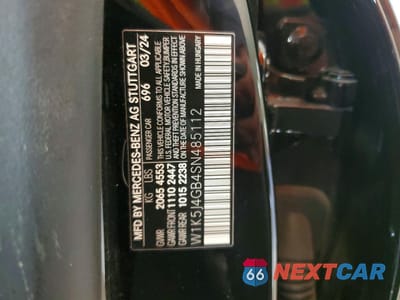 MFD BY MERCEDES-BENZ AG STUTTGART
PASSENGER CAR 696 03/24
KG LBS
GVWR 2065 4553
GAWR FRONT 1110 2447
GAWR REAR 1015 2238
THIS VEHICLE CONFORMS TO ALL APPLICABLE
FEDERAL MOTOR VEHICLE SAFETY/BUMPER/
THEFT PREVENTION STANDARDS IN EFFECT
ON THE DATE OF MANUFACTURE SHOWN ABOVE
MADE IN HUNGARY
W1K5J4GB4SN485112
66 NEXTCAR